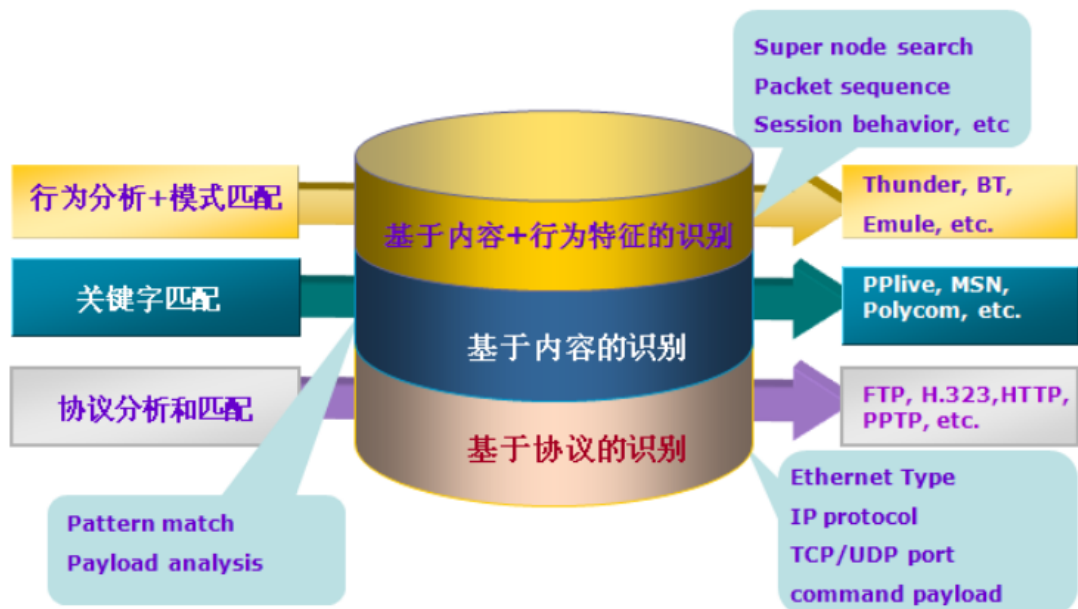 Super node search
Packet sequence
Session behavior, etc
行为分析+模式匹配
基于内容+行为特征的识别
Thunder, BT,
Emule, etc.
关键字匹配
基于内容的识别
PPlive, MSN,
Polycom, etc.
协议分析和匹配
基于协议的识别
FTP, H.323,HTTP,
PPTP, etc.
Pattern match
Payload analysis
Ethernet Type
IP protocol
TCP/UDP port
command payload